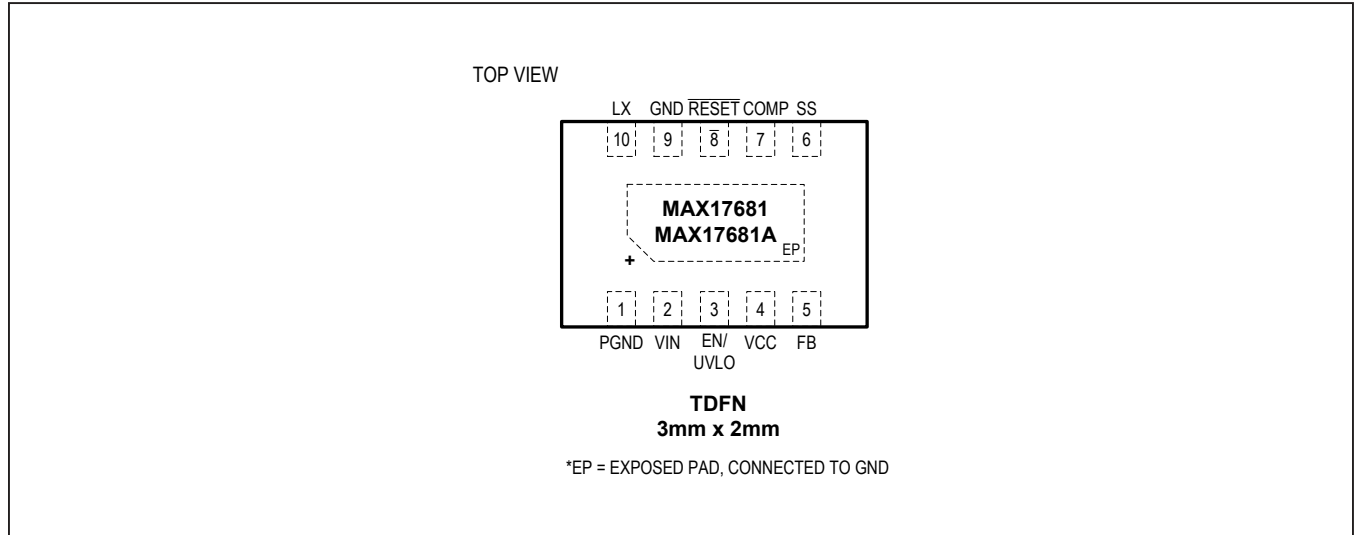 TOP VIEW
LX GND RESET COMP SS
10 9 8 7 6
MAX17681
MAX17681A
EP
+
1 2 3 4 5
PGND VIN EN/ VCC FB
UVLO
TDFN
3mm x 2mm
*EP = EXPOSED PAD, CONNECTED TO GND